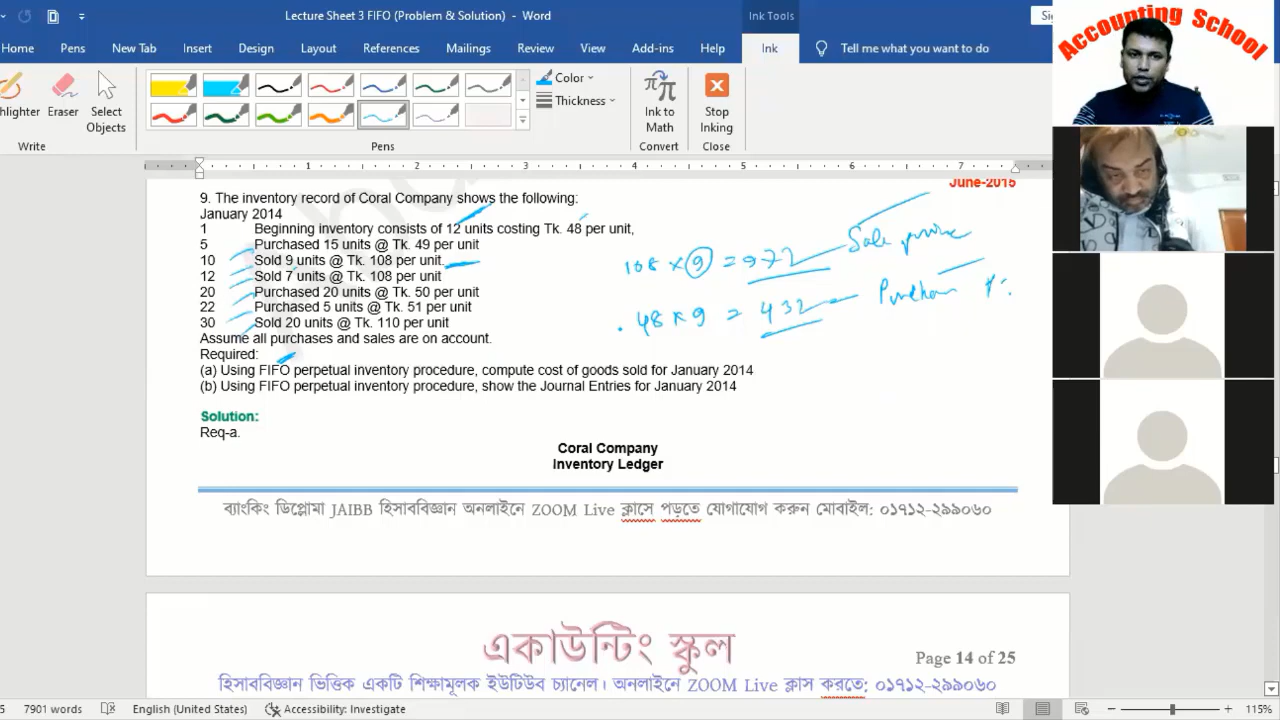 Lecture Sheet 3 FIFO (Problem & Solution) - Word
Ink Tools
Home Pens New Tab Insert Design Layout References Mailings Review View Add-ins Help Ink Tell me what you want to do
Accounting School
Eraser Select Objects
Color
Thickness
Ink to Math
Stop Inking
Write Pens Convert Close
1 2 3 4 5 6 7
June-2015
9. The inventory record of Coral Company shows the following:
January 2014
1 Beginning inventory consists of 12 units costing Tk. 48 per unit,
5 Purchased 15 units @ Tk. 49 per unit
10 Sold 9 units @ Tk. 108 per unit.
12 Sold 7 units @ Tk. 108 per unit
20 Purchased 20 units @ Tk. 50 per unit
22 Purchased 5 units @ Tk. 51 per unit
30 Sold 20 units @ Tk. 110 per unit
Assume all purchases and sales are on account.
Required:
(a) Using FIFO perpetual inventory procedure, compute cost of goods sold for January 2014
(b) Using FIFO perpetual inventory procedure, show the Journal Entries for January 2014
108 × 9 = 972 Sale
48 × 9 = 432
Solution:
Req-a.
Coral Company
Inventory Ledger
ব্যাংকিং ডিপ্লোমা JAIBB হিসাববিজ্ঞান অনলাইনে ZOOM Live ক্লাসে পড়তে যোগাযোগ করুন মোবাইল: ০১৭১২-২৯৯০৬০
একাউন্টিং স্কুল
Page 14 of 25
হিসাববিজ্ঞান ভিত্তিক একটি শিক্ষামূলক ইউটিউব চ্যানেল। অনলাইনে ZOOM Live ক্লাস করতে: ০১৭১২-২৯৯০৬০
7901 words English (United States) Accessibility: Investigate 115%